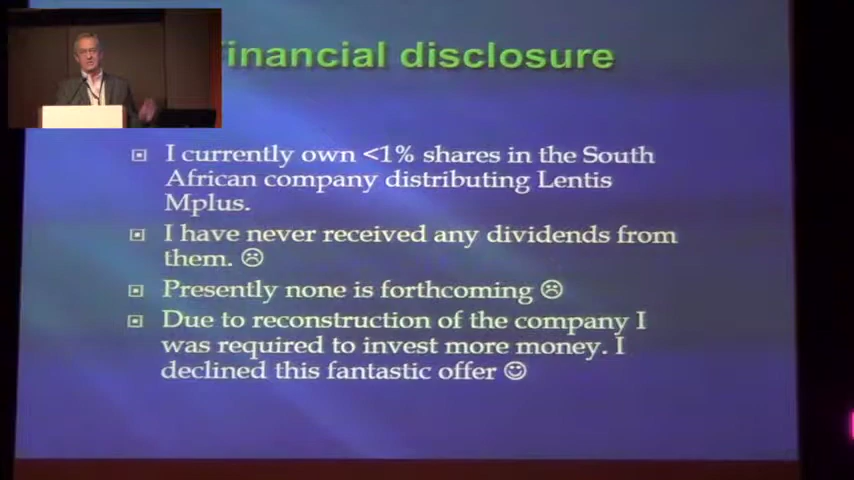 inancial disclosure
I currently own <1% shares in the South
African company distributing Lentis
Mplus.
I have never received any dividends from
them. ☹
Presently none is forthcoming ☹
Due to reconstruction of the company I
was required to invest more money. I
declined this fantastic offer ☺